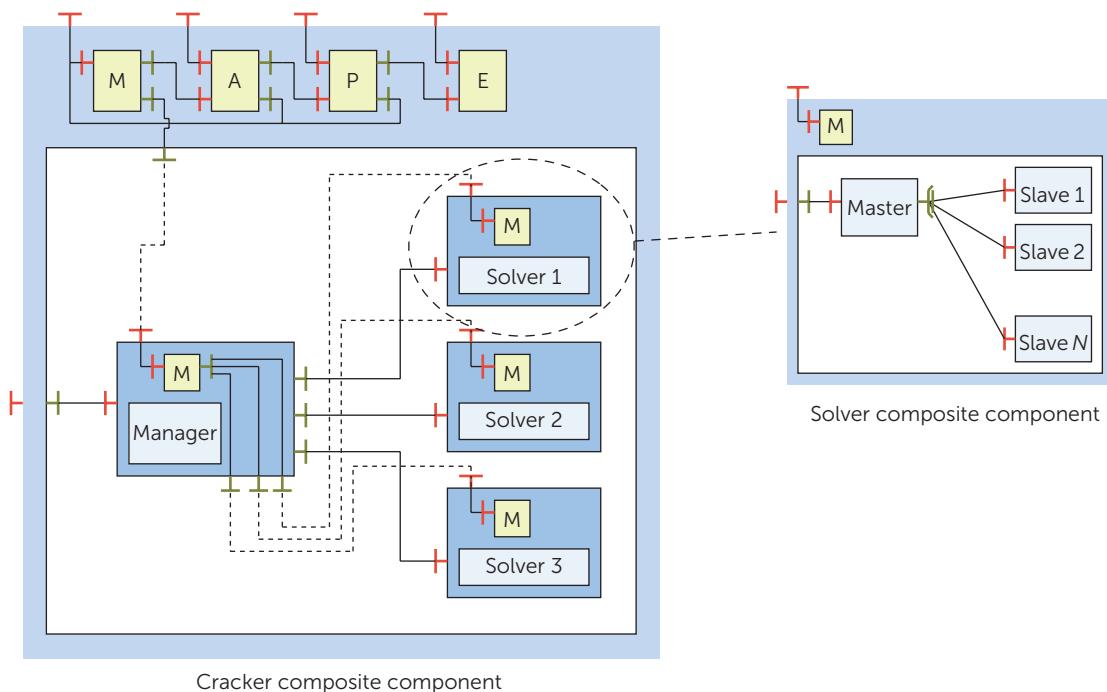 M
A
P
E
M
Solver 1
M
Manager
M
Solver 2
M
Solver 3
Cracker composite component
M
Master
Slave 1
Slave 2
Slave N
Solver composite component